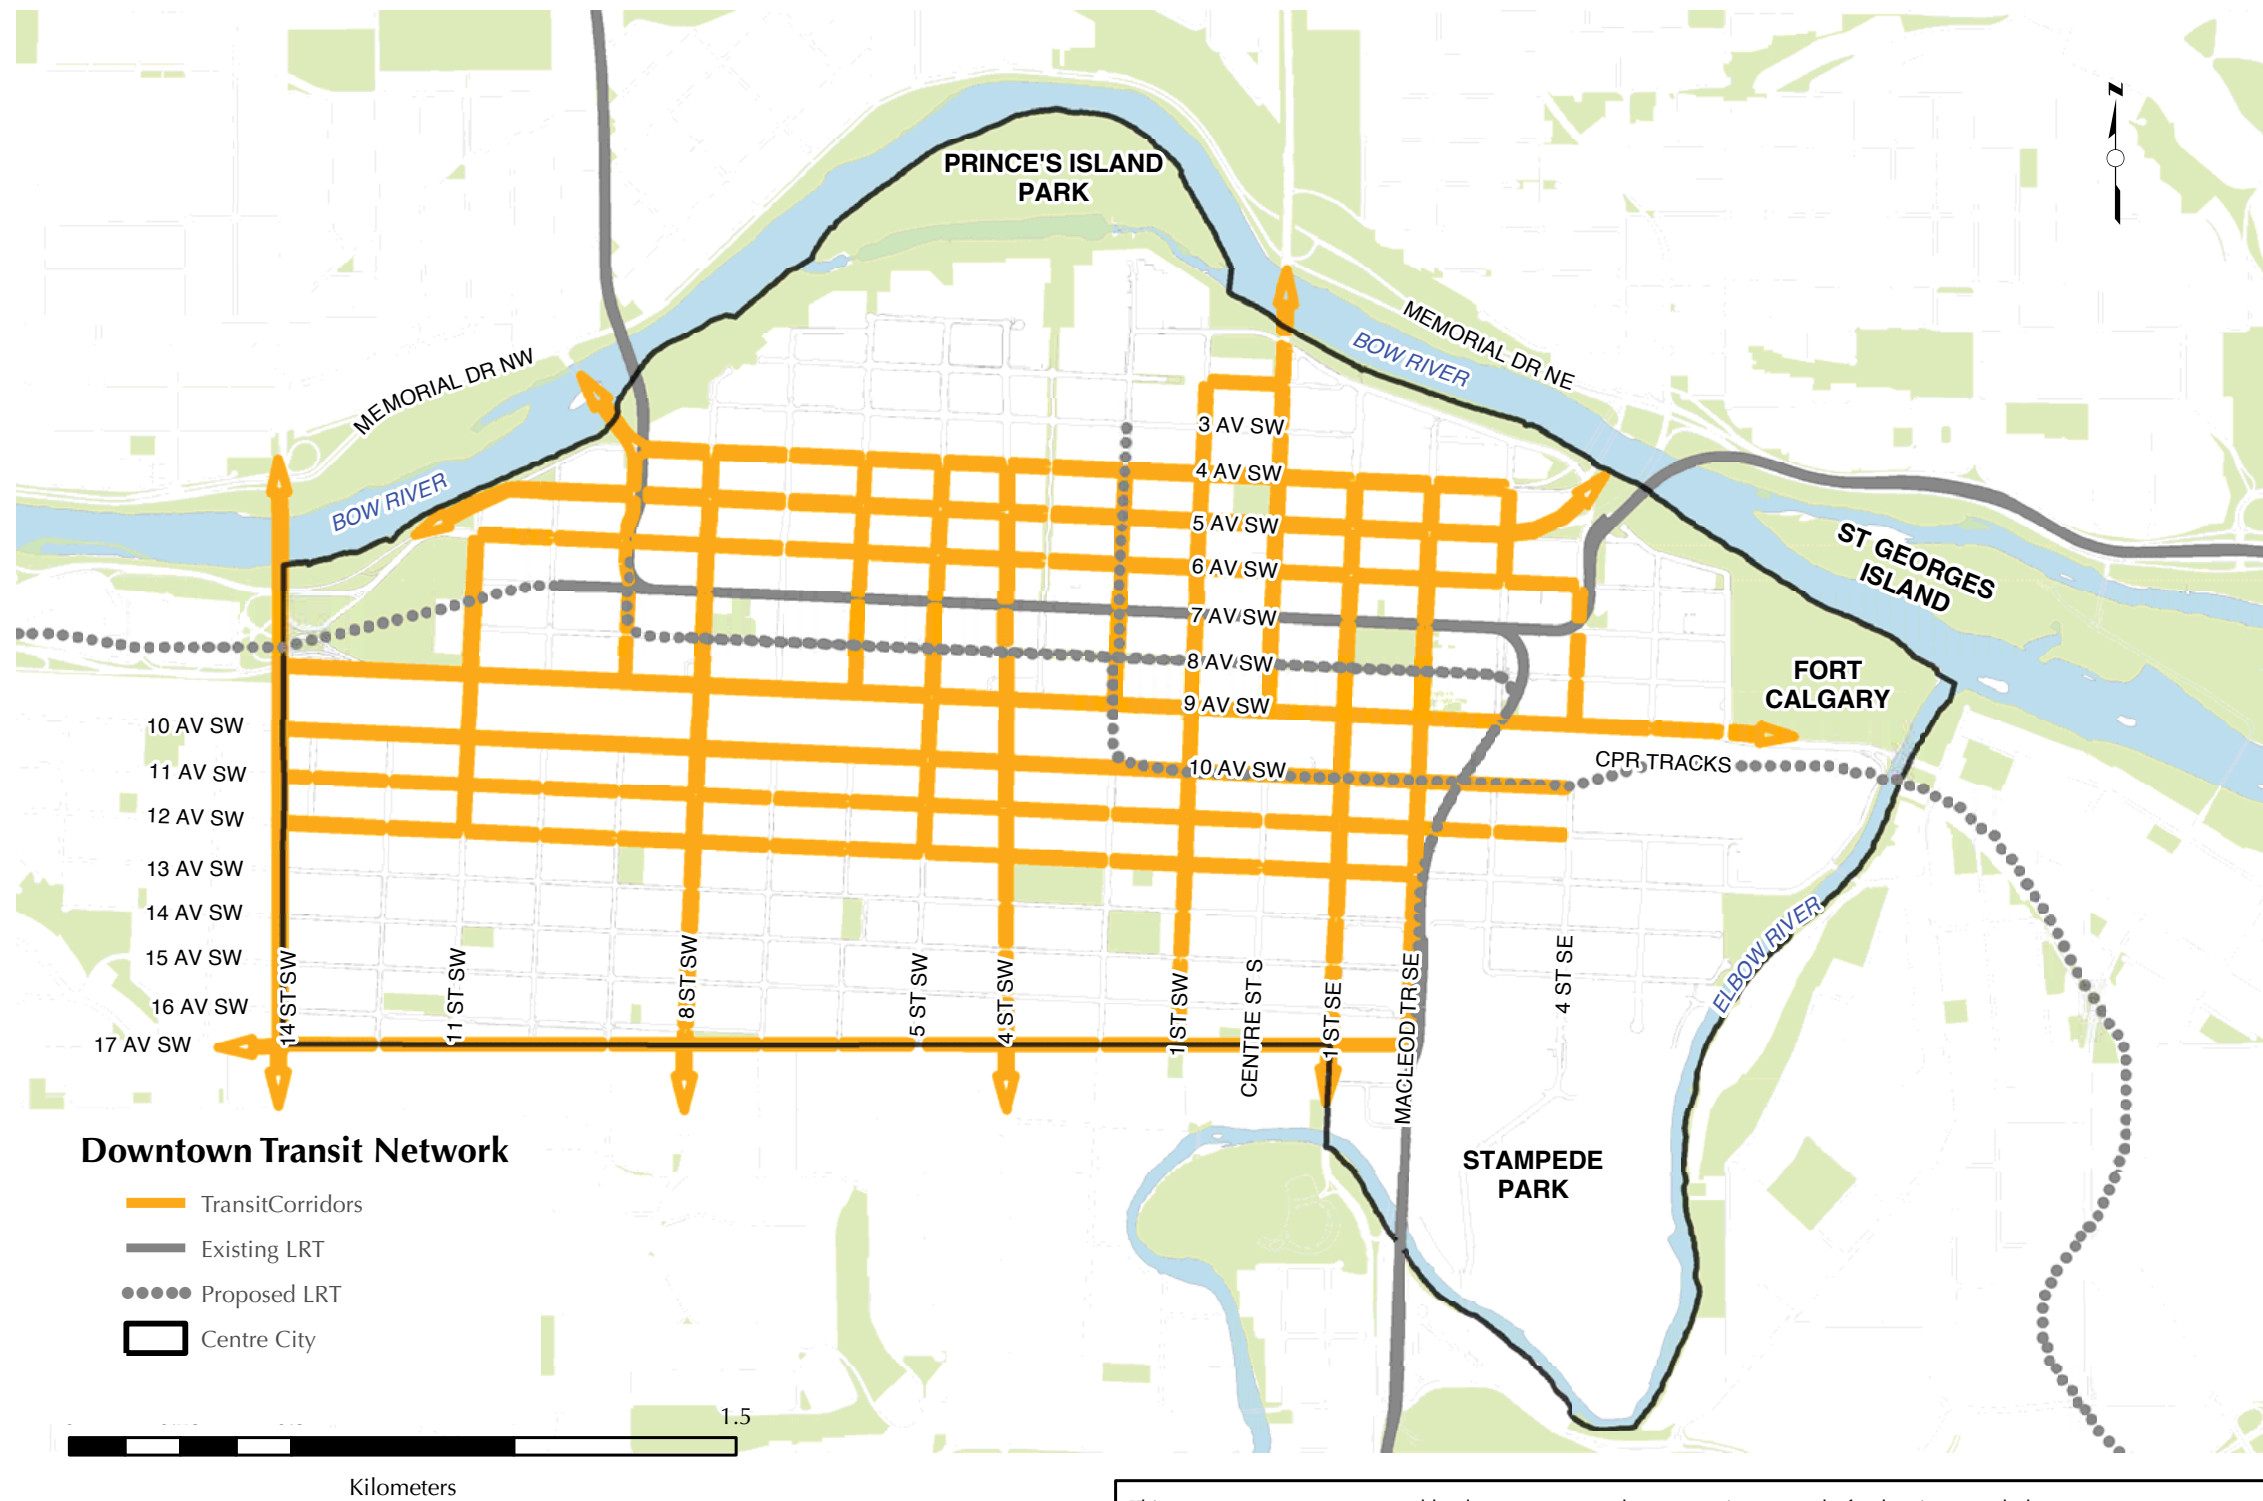 PRINCE'S ISLAND
PARK
MEMORIAL DR NW
MEMORIAL DR NE
BOW RIVER
BOW RIVER
3 AV SW
4 AV SW
5 AV SW
6 AV SW
7 AV SW
8 AV SW
9 AV SW
10 AV SW
ST GEORGES
ISLAND
FORT
CALGARY
CPR TRACKS
ELBOW RIVER
10 AV SW
11 AV SW
12 AV SW
13 AV SW
14 AV SW
15 AV SW
16 AV SW
17 AV SW
14 ST SW
11 ST SW
8 ST SW
5 ST SW
4 ST SW
1 ST SW
CENTRE ST S
1 ST SE
MACLEOD TR SE
4 ST SE
STAMPEDE
PARK
Downtown Transit Network
TransitCorridors
Existing LRT
Proposed LRT
Centre City
1.5
Kilometers
N